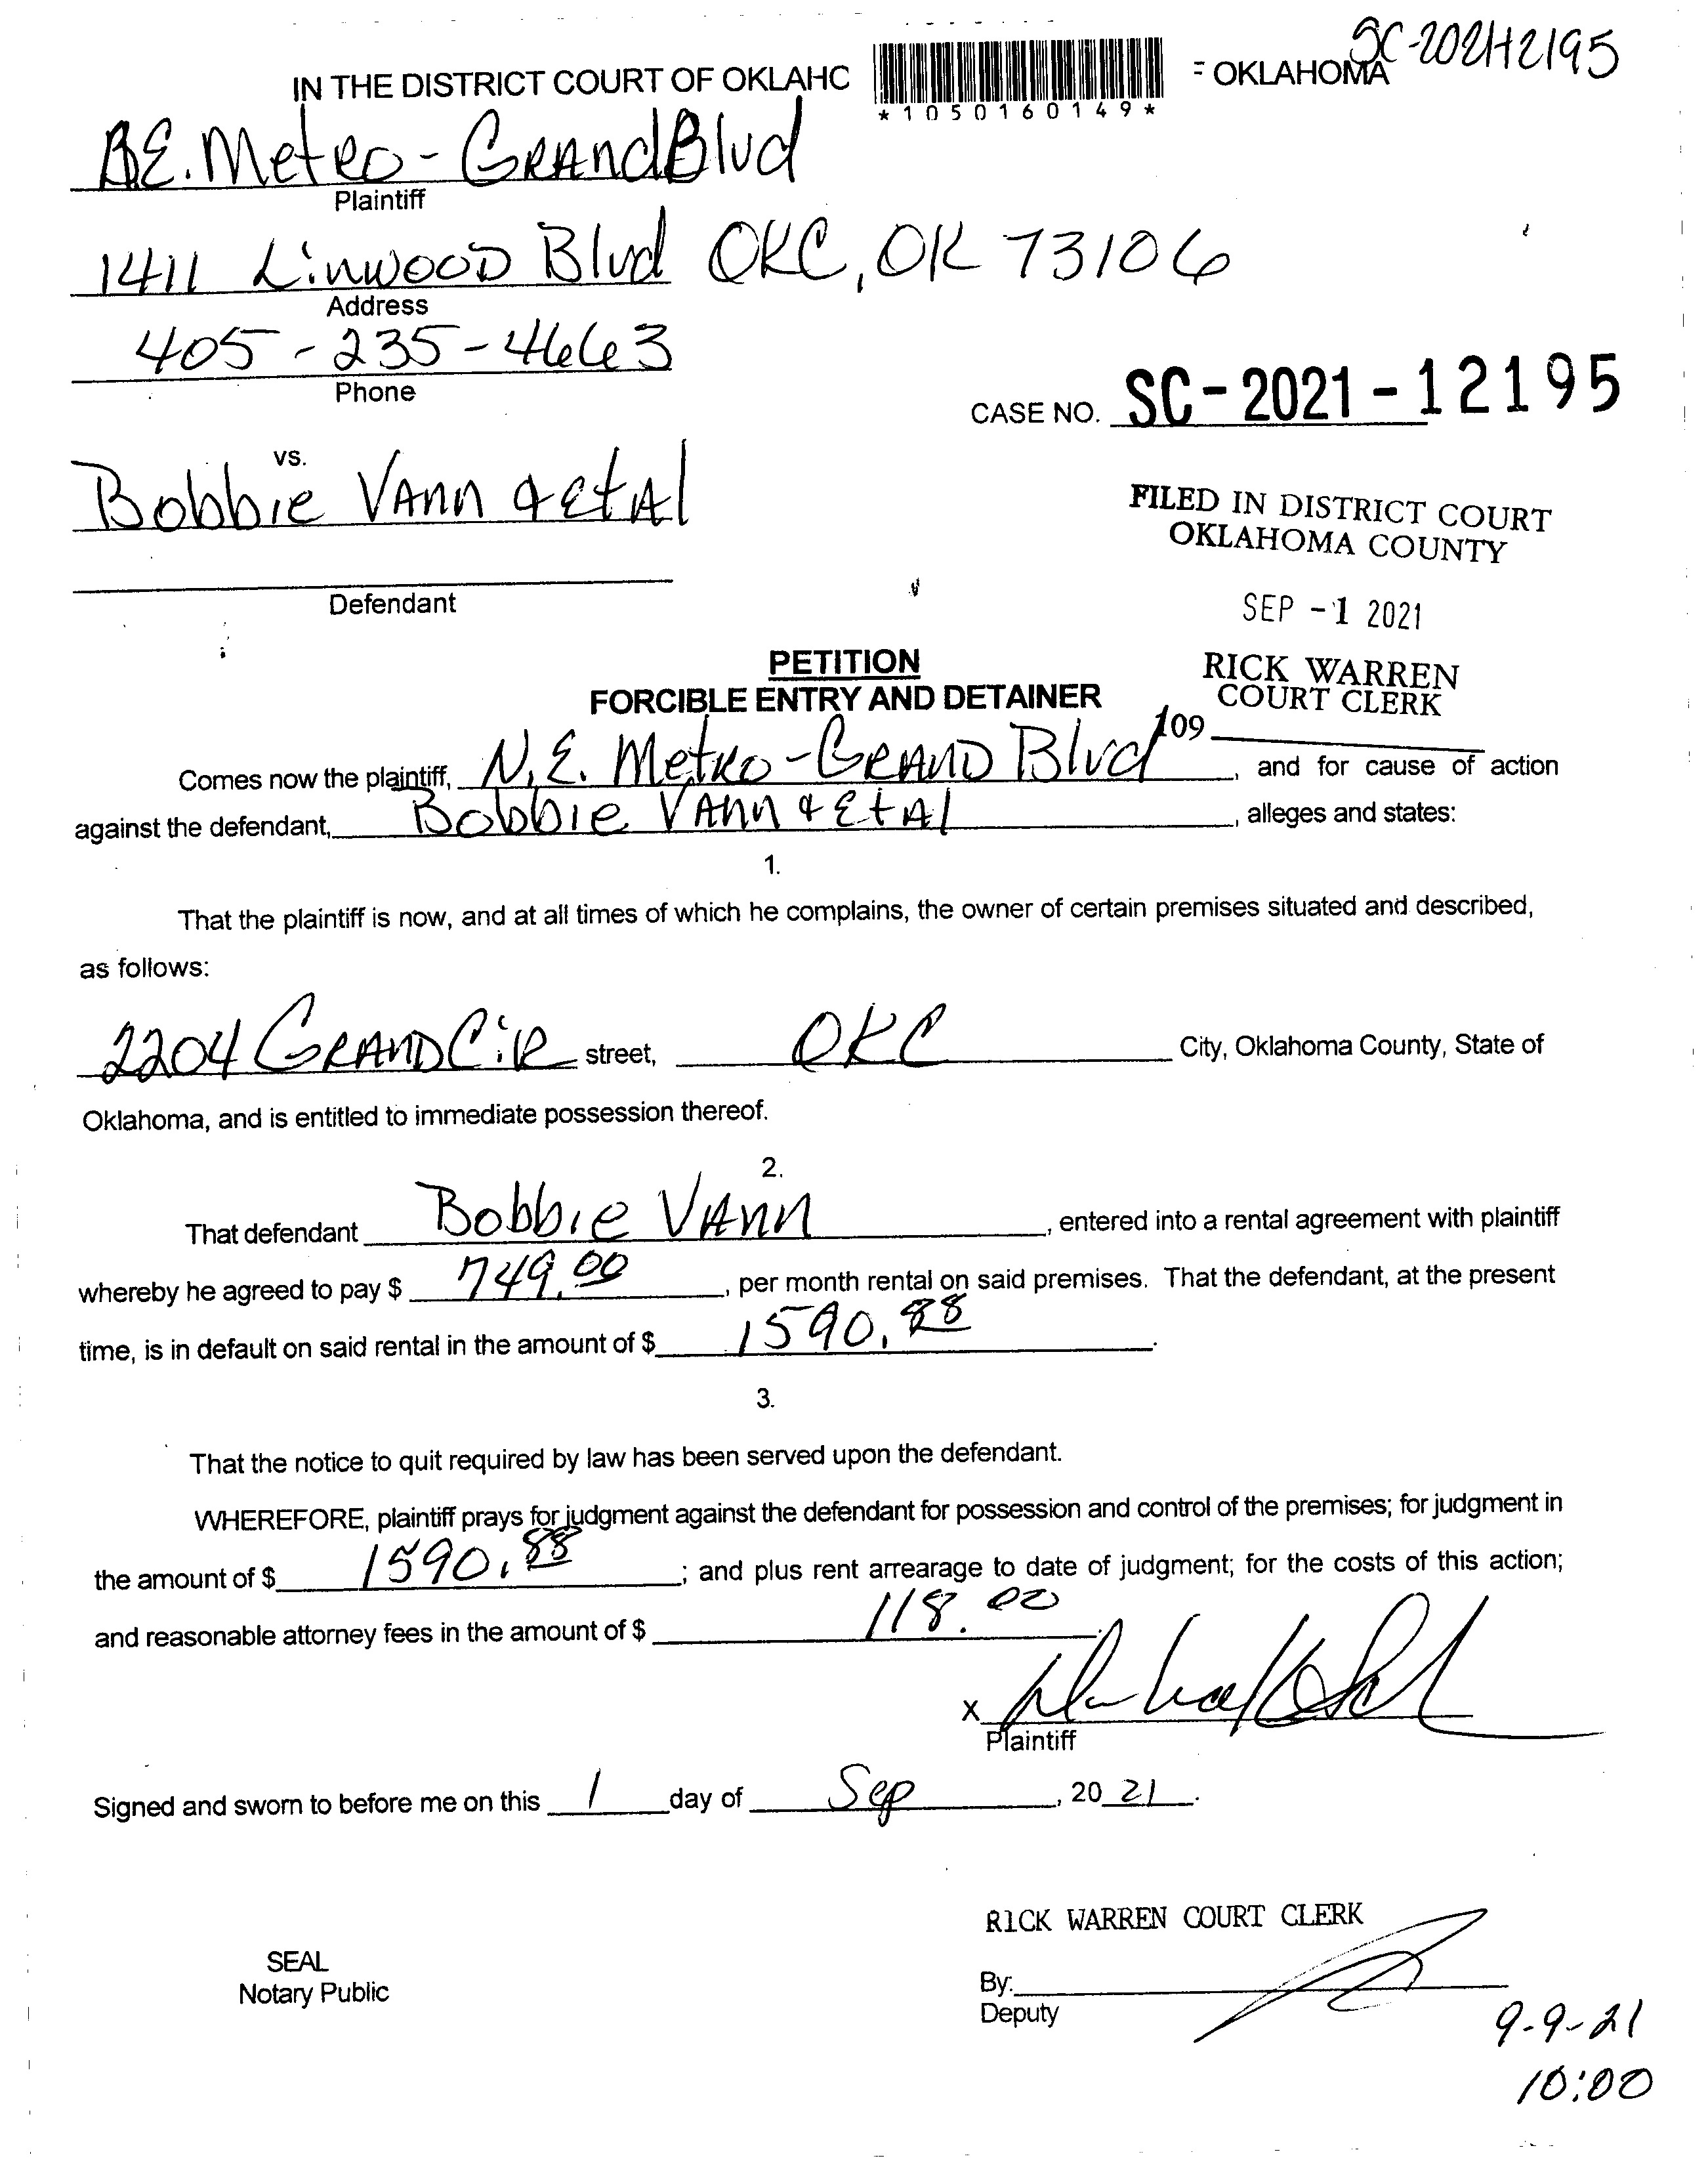 SC-2021-12195
IN THE DISTRICT COURT OF OKLAHO
OKLAHOMA
*1050160149*
E. Metro-Grand Blvd
Plaintiff
1411 Linwood Blvd OKC, OK 73106
Address
405-235-4663
Phone
CASE NO. SC-2021-12195
vs.
Bobbie Vann & etal
Defendant
FILED IN DISTRICT COURT
OKLAHOMA COUNTY
SEP -1 2021
RICK WARREN
COURT CLERK
109
PETITION
FORCIBLE ENTRY AND DETAINER
Comes now the plaintiff, N.E. Metro-Grand Blvd, and for cause of action
against the defendant, Bobbie Vann & EtAl, alleges and states:
1.
That the plaintiff is now, and at all times of which he complains, the owner of certain premises situated and described,
as follows:
2204 Grand Cir street, OKC City, Oklahoma County, State of
Oklahoma, and is entitled to immediate possession thereof.
2.
That defendant Bobbie Vann, entered into a rental agreement with plaintiff
whereby he agreed to pay $ 749.00, per month rental on said premises. That the defendant, at the present
time, is in default on said rental in the amount of $ 1590.88.
3.
That the notice to quit required by law has been served upon the defendant.
WHEREFORE, plaintiff prays for judgment against the defendant for possession and control of the premises; for judgment in
the amount of $ 1590.88; and plus rent arrearage to date of judgment; for the costs of this action;
and reasonable attorney fees in the amount of $ 118.00.
X
Plaintiff
Signed and sworn to before me on this 1 day of Sep, 20 21.
RICK WARREN COURT CLERK
SEAL
Notary Public
By:
Deputy
9-9-21
10:00